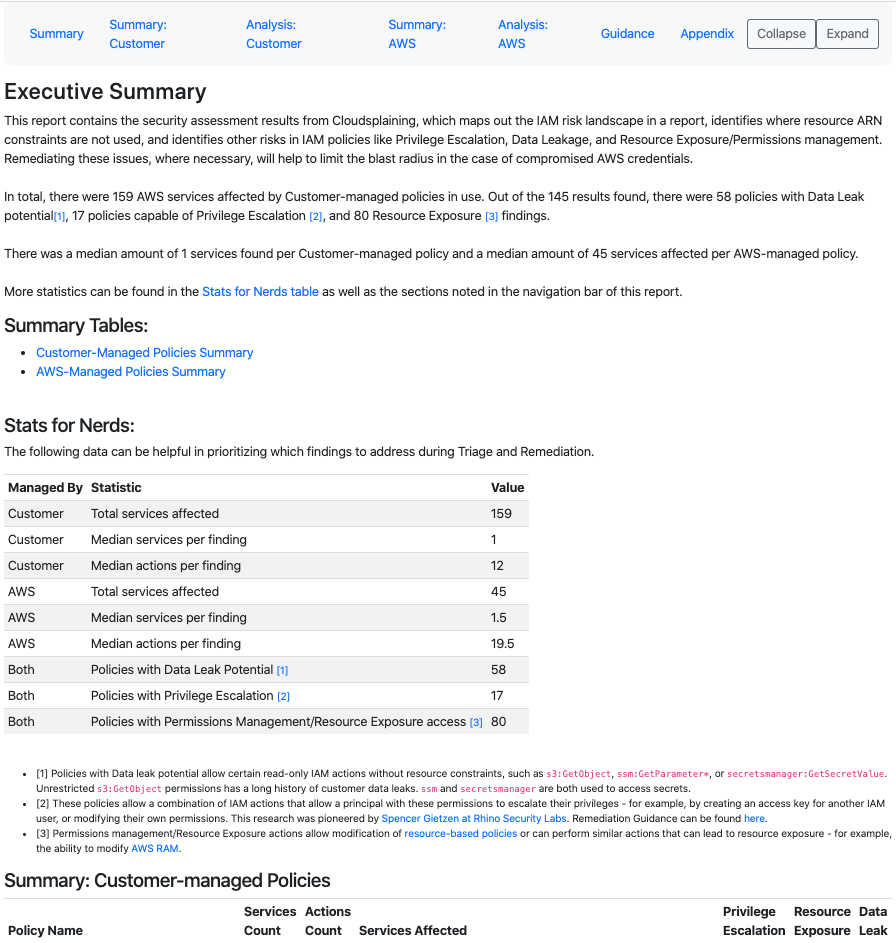 Summary
Summary: Customer
Analysis: Customer
Summary: AWS
Analysis: AWS
Guidance
Appendix
Collapse
Expand
Executive Summary
This report contains the security assessment results from Cloudsplaining, which maps out the IAM risk landscape in a report, identifies where resource ARN
constraints are not used, and identifies other risks in IAM policies like Privilege Escalation, Data Leakage, and Resource Exposure/Permissions management.
Remediating these issues, where necessary, will help to limit the blast radius in the case of compromised AWS credentials.
In total, there were 159 AWS services affected by Customer-managed policies in use. Out of the 145 results found, there were 58 policies with Data Leak
potential[1], 17 policies capable of Privilege Escalation [2], and 80 Resource Exposure [3] findings.
There was a median amount of 1 services found per Customer-managed policy and a median amount of 45 services affected per AWS-managed policy.
More statistics can be found in the Stats for Nerds table as well as the sections noted in the navigation bar of this report.
Summary Tables:
• Customer-Managed Policies Summary
• AWS-Managed Policies Summary
Stats for Nerds:
The following data can be helpful in prioritizing which findings to address during Triage and Remediation.
Managed By Statistic Value
Customer Total services affected 159
Customer Median services per finding 1
Customer Median actions per finding 12
AWS Total services affected 45
AWS Median services per finding 1.5
AWS Median actions per finding 19.5
Both Policies with Data Leak Potential [1] 58
Both Policies with Privilege Escalation [2] 17
Both Policies with Permissions Management/Resource Exposure access [3] 80
• [1] Policies with Data leak potential allow certain read-only IAM actions without resource constraints, such as s3:GetObject, ssm:GetParameter*, or secretsmanager:GetSecretValue.
Unrestricted s3:GetObject permissions has a long history of customer data leaks. ssm and secretsmanager are both used to access secrets.
• [2] These policies allow a combination of IAM actions that allow a principal with these permissions to escalate their privileges - for example, by creating an access key for another IAM
user, or modifying their own permissions. This research was pioneered by Spencer Gietzen at Rhino Security Labs. Remediation Guidance can be found here.
• [3] Permissions management/Resource Exposure actions allow modification of resource-based policies or can perform similar actions that can lead to resource exposure - for example,
the ability to modify AWS RAM.
Summary: Customer-managed Policies
Services Actions Privilege Resource Data
Policy Name Count Count Services Affected Escalation Exposure Leak